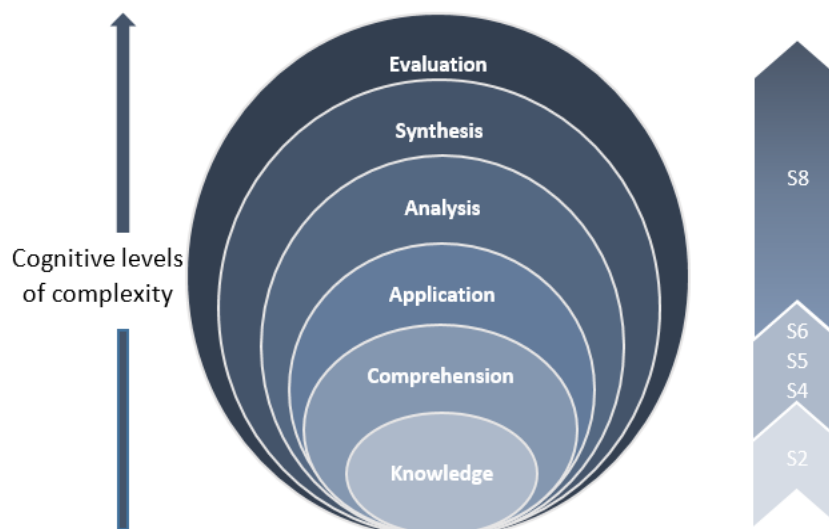 Evaluation
Synthesis
Analysis
Application
Comprehension
Knowledge
Cognitive levels
of complexity
S8
S6
S5
S4
S2